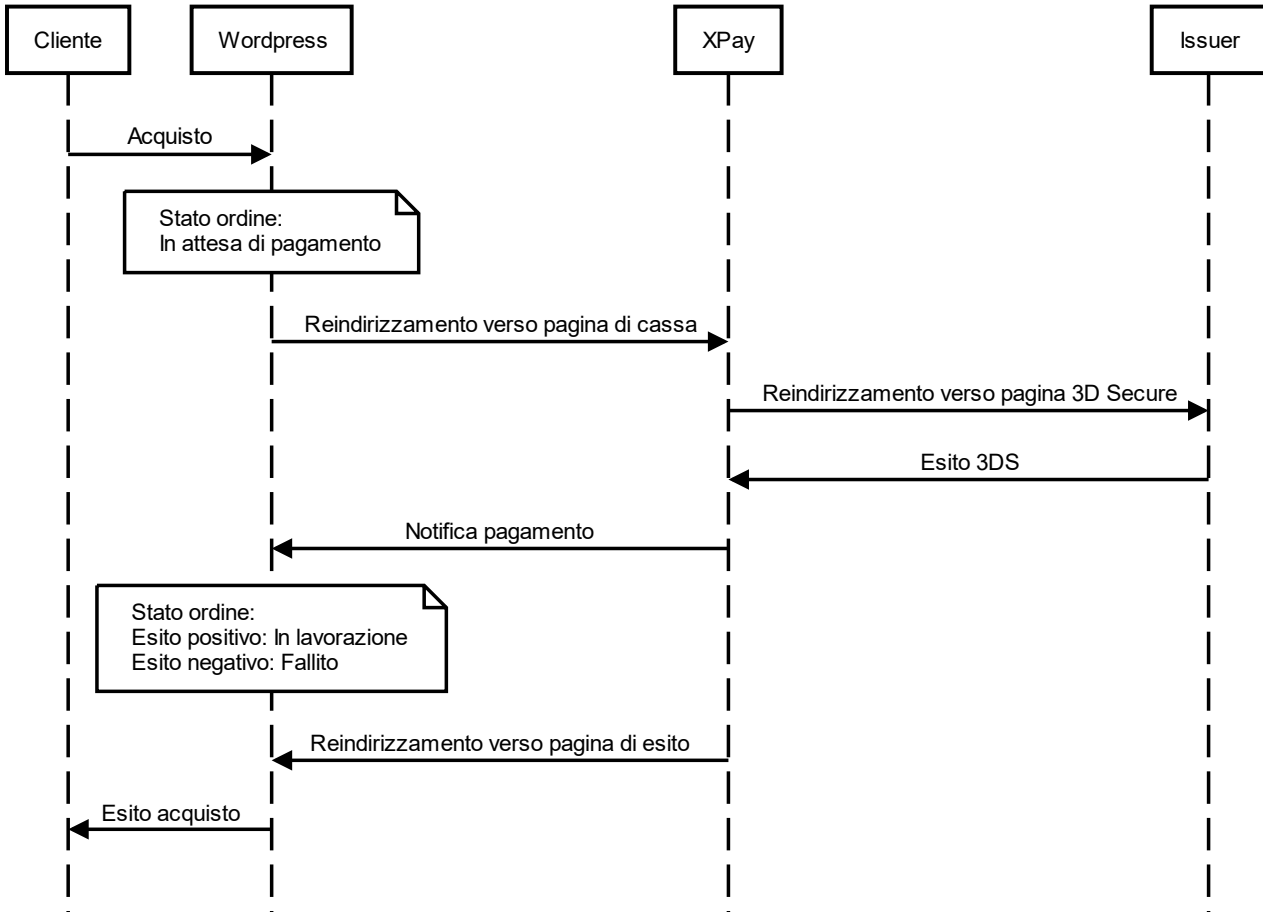 Cliente
Wordpress
XPay
Issuer
Acquisto
Stato ordine:
In attesa di pagamento
Reindirizzamento verso pagina di cassa
Reindirizzamento verso pagina 3D Secure
Esito 3DS
Notifica pagamento
Stato ordine:
Esito positivo: In lavorazione
Esito negativo: Fallito
Reindirizzamento verso pagina di esito
Esito acquisto